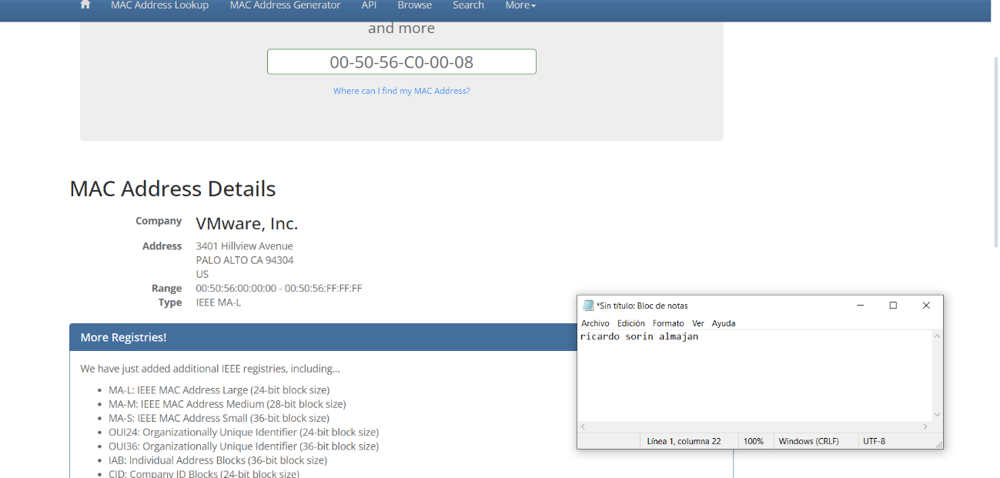 MAC Address Lookup MAC Address Generator API Browse Search More
and more
00-50-56-C0-00-08
Where can I find my MAC Address?
MAC Address Details
Company VMware, Inc.
Address 3401 Hillview Avenue
PALO ALTO CA 94304
US
Range 00:50:56:00:00:00 - 00:50:56:FF:FF:FF
Type IEEE MA-L
More Registries!
We have just added additional IEEE registries, including...
MA-L: IEEE MAC Address Large (24-bit block size)
MA-M: IEEE MAC Address Medium (28-bit block size)
MA-S: IEEE MAC Address Small (36-bit block size)
OUI24: Organizationally Unique Identifier (24-bit block size)
OUI36: Organizationally Unique Identifier (36-bit block size)
IAB: Individual Address Blocks (36-bit block size)
CID: Company ID Blocks (24-bit block size)
*Sin título: Bloc de notas
Archivo Edición Formato Ver Ayuda
ricardo sorin almajan
Línea 1, columna 22 100% Windows (CRLF) UTF-8